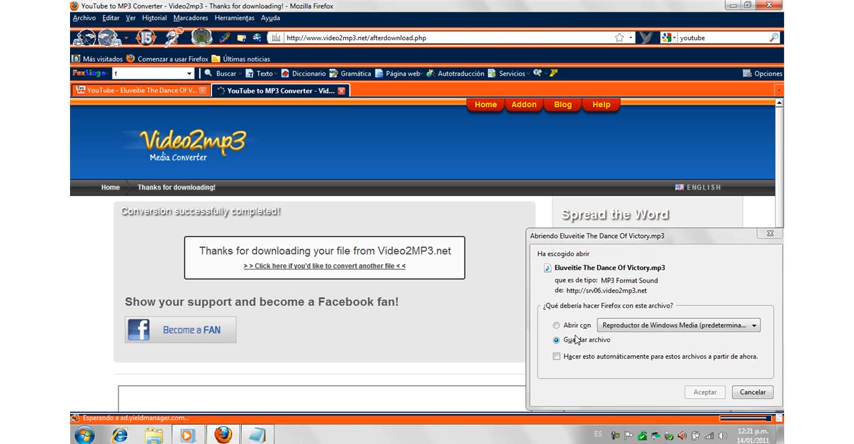 YouTube to MP3 Converter - Thanks for downloading! - Mozilla Firefox
Archivo Editar Ver Historial Marcadores Herramientas Ayuda
15 http://www.video2mp3.net/afterdownload.php youtube
Más visitados Comenzar a usar Firefox Últimas noticias
f Buscar Texto Diccionario Gramática Página web Autotraducción Servicios Opciones
YouTube - Eluveitie The Dance Of V... YouTube to MP3 Converter - Vid...
Home Addon Blog Help
Video2mp3
Media Converter
Home Thanks for downloading! ENGLISH
Conversion successfully completed!
Spread the Word
Thanks for downloading your file from Video2MP3.net
>> Click here if you'd like to convert another file <<
Show your support and become a Facebook fan!
f Become a FAN
Abriendo Eluveitie The Dance Of Victory.mp3
Ha escogido abrir
Eluveitie The Dance Of Victory.mp3
que es de tipo: MP3 Format Sound
de: http://srv06.video2mp3.net
¿Qué debería hacer Firefox con este archivo?
Abrir con Reproductor de Windows Media (predetermina...
Guardar archivo
Hacer esto automáticamente para estos archivos a partir de ahora.
Aceptar Cancelar
Esperando a ad.yieldmanager.com...
ES 12:21 p.m.
14/01/2011